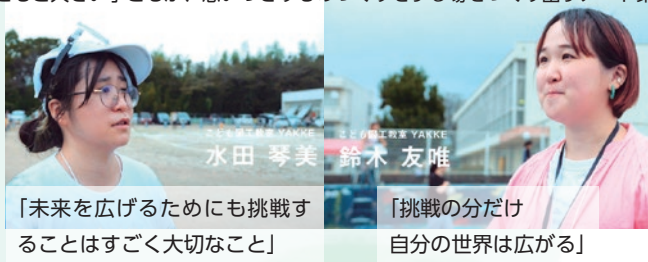 こども図工教室 YAKKE
水田 琴美
こども図工教室 YAKKE
鈴木 友唯
「未来を広げるためにも挑戦す
ることはすごく大切なこと」
「挑戦の分だけ
自分の世界は広がる」